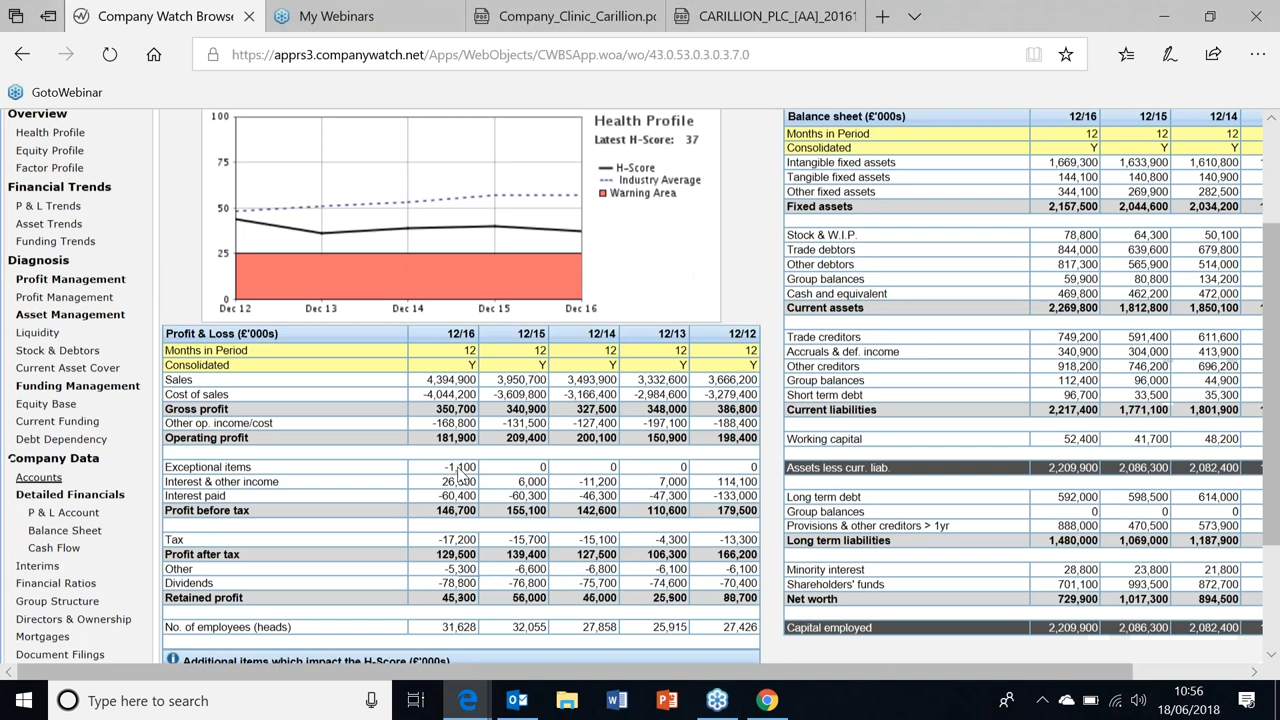 Company Watch Browse
My Webinars
Company_Clinic_Carillion.pc
CARILLION_PLC_[AA]_20161
https://apprs3.companywatch.net/Apps/WebObjects/CWBSApp.woa/wo/43.0.53.0.3.0.3.7.0
GotoWebinar
Overview
Health Profile
Equity Profile
Factor Profile
Financial Trends
P & L Trends
Asset Trends
Funding Trends
Diagnosis
Profit Management
Profit Management
Asset Management
Liquidity
Stock & Debtors
Current Asset Cover
Funding Management
Equity Base
Current Funding
Debt Dependency
Company Data
Accounts
Detailed Financials
P & L Account
Balance Sheet
Cash Flow
Interims
Financial Ratios
Group Structure
Directors & Ownership
Mortgages
Document Filings
100
75
50
25
0
Dec 12 Dec 13 Dec 14 Dec 15 Dec 16
Health Profile
Latest H-Score: 37
H-Score
Industry Average
Warning Area
Profit & Loss (£'000s) 12/16 12/15 12/14 12/13 12/12
Months in Period 12 12 12 12 12
Consolidated Y Y Y Y Y
Sales 4,394,900 3,950,700 3,493,900 3,332,600 3,666,200
Cost of sales -4,044,200 -3,609,800 -3,166,400 -2,984,600 -3,279,400
Gross profit 350,700 340,900 327,500 348,000 386,800
Other op. income/cost -168,800 -131,500 -127,400 -197,100 -188,400
Operating profit 181,900 209,400 200,100 150,900 198,400
Exceptional items -1,100 0 0 0 0
Interest & other income 6,000 -11,200 7,000 114,100
Interest paid -60,400 -60,300 -46,300 -47,300 -133,000
Profit before tax 146,700 155,100 142,600 110,600 179,500
Tax -17,200 -15,700 -15,100 -4,300 -13,300
Profit after tax 129,500 139,400 127,500 106,300 166,200
Other -5,300 -6,600 -6,800 -6,100 -6,100
Dividends -78,900 -76,800 -75,700 -74,600 -70,400
Retained profit 45,300 56,000 45,000 25,900 88,700
No. of employees (heads) 31,628 32,055 27,858 25,915 27,426
Additional items which impact the H-Score (£'000s)
Balance sheet (£'000s) 12/16 12/15 12/14
Months in Period 12 12 12
Consolidated Y Y Y
Intangible fixed assets 1,669,300 1,633,900 1,610,800
Tangible fixed assets 144,100 140,800 140,900
Other fixed assets 344,100 269,900 282,500
Fixed assets 2,157,500 2,044,600 2,034,200
Stock & W.I.P. 78,800 64,300 50,100
Trade debtors 844,000 639,600 679,800
Other debtors 817,300 565,900 514,000
Group balances 59,900 80,800 134,200
Cash and equivalent 469,800 462,200 472,000
Current assets 2,269,800 1,812,800 1,850,100
Trade creditors 749,200 591,400 611,600
Accruals & def. income 340,900 304,000 413,900
Other creditors 918,200 746,200 696,200
Group balances 112,400 96,000 44,900
Short term debt 96,700 33,500 35,300
Current liabilities 2,217,400 1,771,100 1,801,900
Working capital 52,400 41,700 48,200
Assets less curr. liab. 2,209,900 2,086,300 2,082,400
Long term debt 592,000 598,500 614,000
Group balances 0 0 0
Provisions & other creditors > 1yr 888,000 470,500 573,900
Long term liabilities 1,480,000 1,069,000 1,187,900
Minority interest 28,800 23,800 21,800
Shareholders' funds 701,100 993,500 872,700
Net worth 729,900 1,017,300 894,500
Capital employed 2,209,900 2,086,300 2,082,400
Type here to search
10:56
18/06/2018